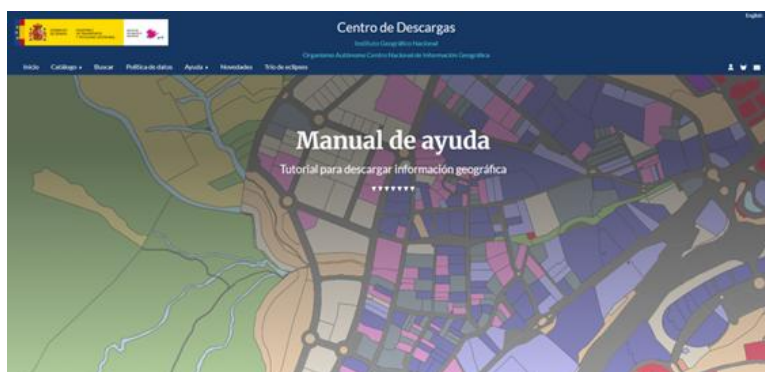 English
Centro de Descargas
Instituto Geográfico Nacional
Organismo Autónomo Centro Nacional de Información Geográfica
Inicio Catálogo Buscar Política de datos Ayuda Novedades Trío de eclipses
Manual de ayuda
Tutorial para descargar información geográfica